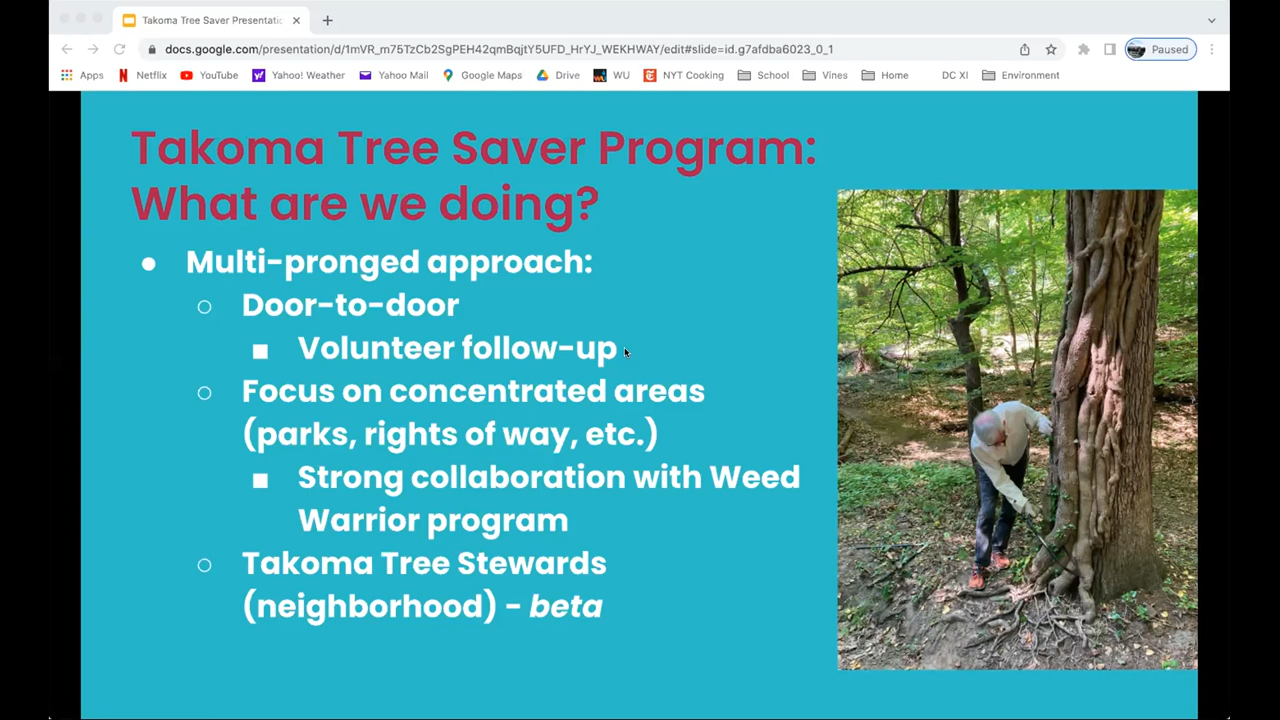 Takoma Tree Saver Presentatic
docs.google.com/presentation/d/1mVR_m75TzCb2SgPEH42qmBqjtY5UFD_HrYJ_WEKHWAY/edit#slide=id.g7afdba6023_0_1
Paused
Apps Netflix YouTube Yahoo! Weather Yahoo Mail Google Maps Drive WU NYT Cooking School Vines Home DC XI Environment
Takoma Tree Saver Program:
What are we doing?
● Multi-pronged approach:
○ Door-to-door
■ Volunteer follow-up
○ Focus on concentrated areas
(parks, rights of way, etc.)
■ Strong collaboration with Weed
Warrior program
○ Takoma Tree Stewards
(neighborhood) - beta